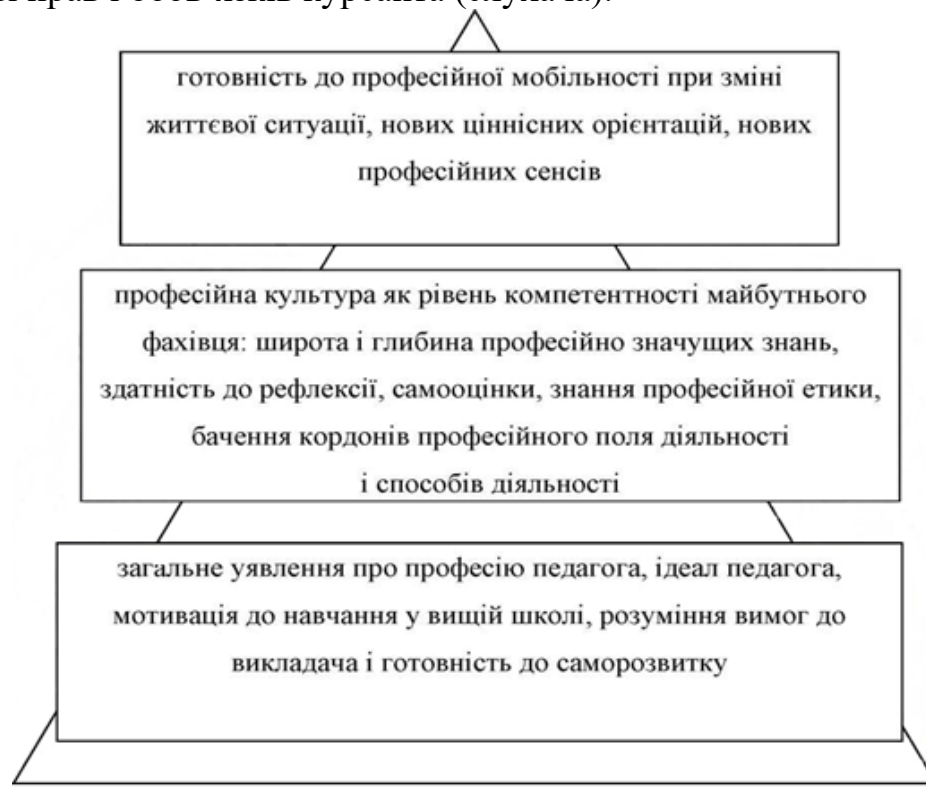 готовність до професійної мобільності при зміні
життєвої ситуації, нових ціннісних орієнтацій, нових
професійних сенсів
професійна культура як рівень компетентності майбутнього
фахівця: широта і глибина професійно значущих знань,
здатність до рефлексії, самооцінки, знання професійної етики,
бачення кордонів професійного поля діяльності
і способів діяльності
загальне уявлення про професію педагога, ідеал педагога,
мотивація до навчання у вищій школі, розуміння вимог до
викладача і готовність до саморозвитку